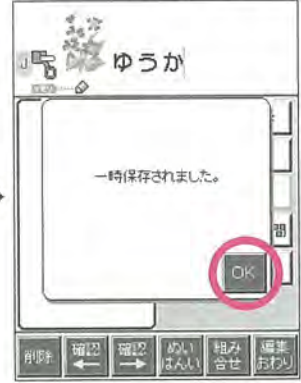 ゆうか
一時保存されました。
間
OK
削除
確認
←
確認
→
めい
はんい
組み
合せ
編集
おわり